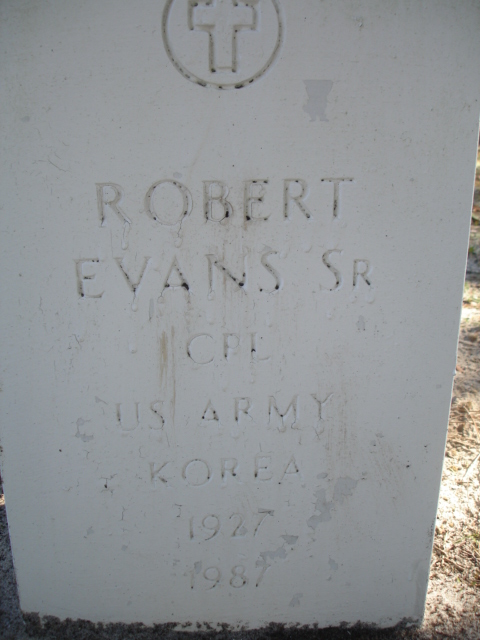 ROBERT
EVANS SR
CPL
US ARMY
KOREA
1927
1987